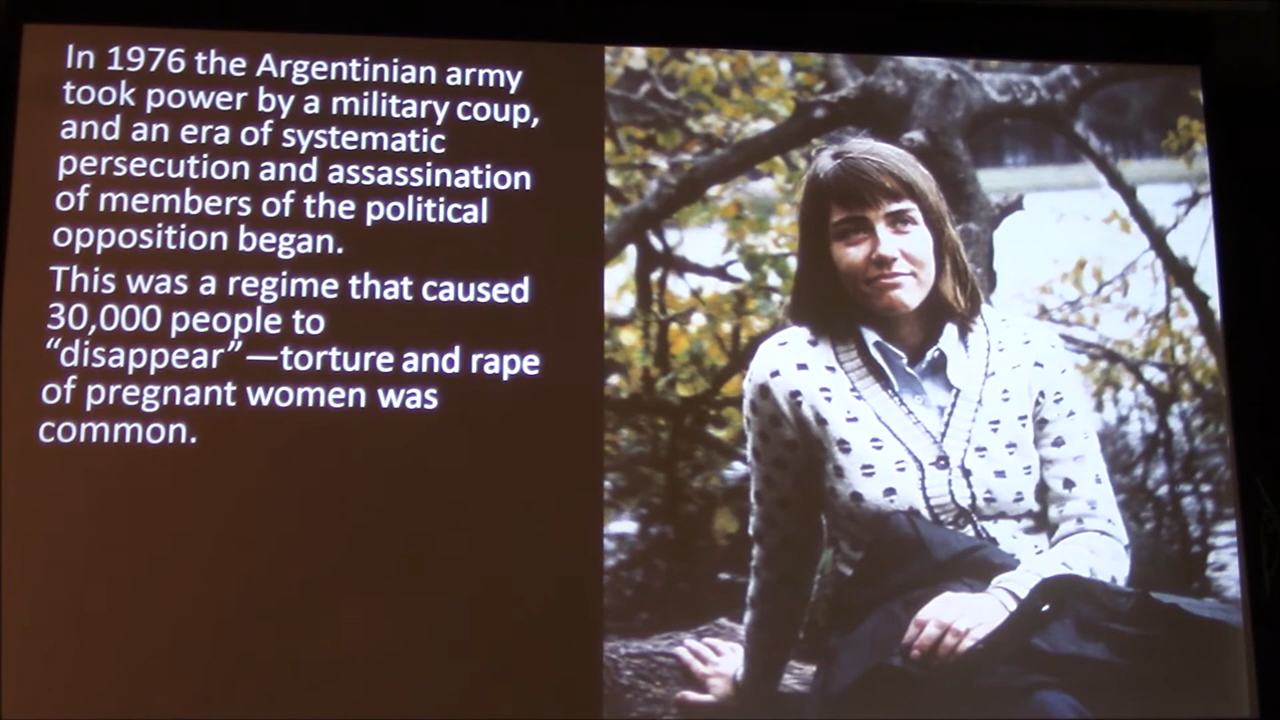 In 1976 the Argentinian army
took power by a military coup,
and an era of systematic
persecution and assassination
of members of the political
opposition began.
This was a regime that caused
30,000 people to
“disappear”—torture and rape
of pregnant women was
common.